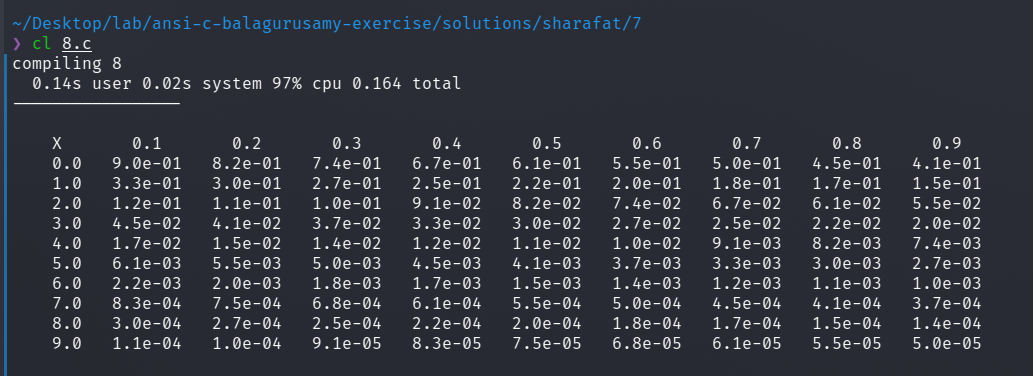 ~/Desktop/lab/ansi-c-balagurusamy-exercise/solutions/sharafat/7
❯ cl 8.c
compiling 8
0.14s user 0.02s system 97% cpu 0.164 total
-----------------
X 0.1 0.2 0.3 0.4 0.5 0.6 0.7 0.8 0.9
0.0 9.0e-01 8.2e-01 7.4e-01 6.7e-01 6.1e-01 5.5e-01 5.0e-01 4.5e-01 4.1e-01
1.0 3.3e-01 3.0e-01 2.7e-01 2.5e-01 2.2e-01 2.0e-01 1.8e-01 1.7e-01 1.5e-01
2.0 1.2e-01 1.1e-01 1.0e-01 9.1e-02 8.2e-02 7.4e-02 6.7e-02 6.1e-02 5.5e-02
3.0 4.5e-02 4.1e-02 3.7e-02 3.3e-02 3.0e-02 2.7e-02 2.5e-02 2.2e-02 2.0e-02
4.0 1.7e-02 1.5e-02 1.4e-02 1.2e-02 1.1e-02 1.0e-02 9.1e-03 8.2e-03 7.4e-03
5.0 6.1e-03 5.5e-03 5.0e-03 4.5e-03 4.1e-03 3.7e-03 3.3e-03 3.0e-03 2.7e-03
6.0 2.2e-03 2.0e-03 1.8e-03 1.7e-03 1.5e-03 1.4e-03 1.2e-03 1.1e-03 1.0e-03
7.0 8.3e-04 7.5e-04 6.8e-04 6.1e-04 5.5e-04 5.0e-04 4.5e-04 4.1e-04 3.7e-04
8.0 3.0e-04 2.7e-04 2.5e-04 2.2e-04 2.0e-04 1.8e-04 1.7e-04 1.5e-04 1.4e-04
9.0 1.1e-04 1.0e-04 9.1e-05 8.3e-05 7.5e-05 6.8e-05 6.1e-05 5.5e-05 5.0e-05